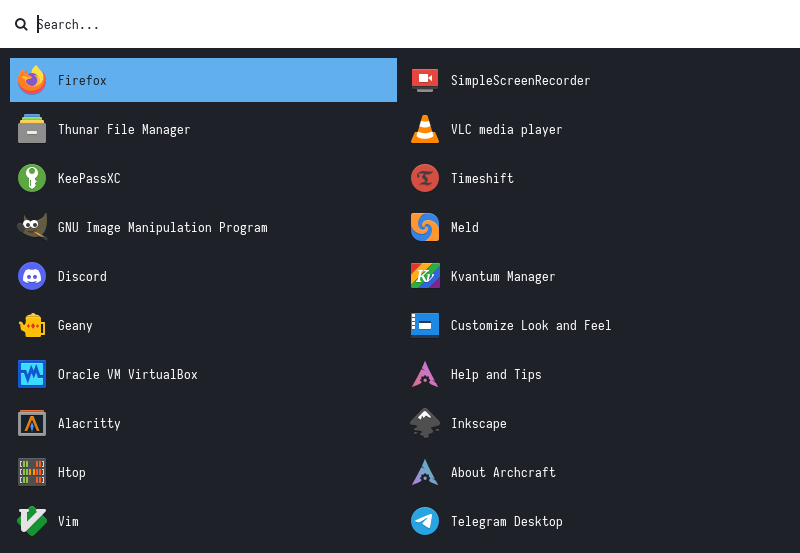 Search...
Firefox
Thunar File Manager
KeePassXC
GNU Image Manipulation Program
Discord
Geany
Oracle VM VirtualBox
Alacritty
Htop
Vim
SimpleScreenRecorder
VLC media player
Timeshift
Meld
Kv
Kvantum Manager
Customize Look and Feel
Help and Tips
Inkscape
About Archcraft
Telegram Desktop